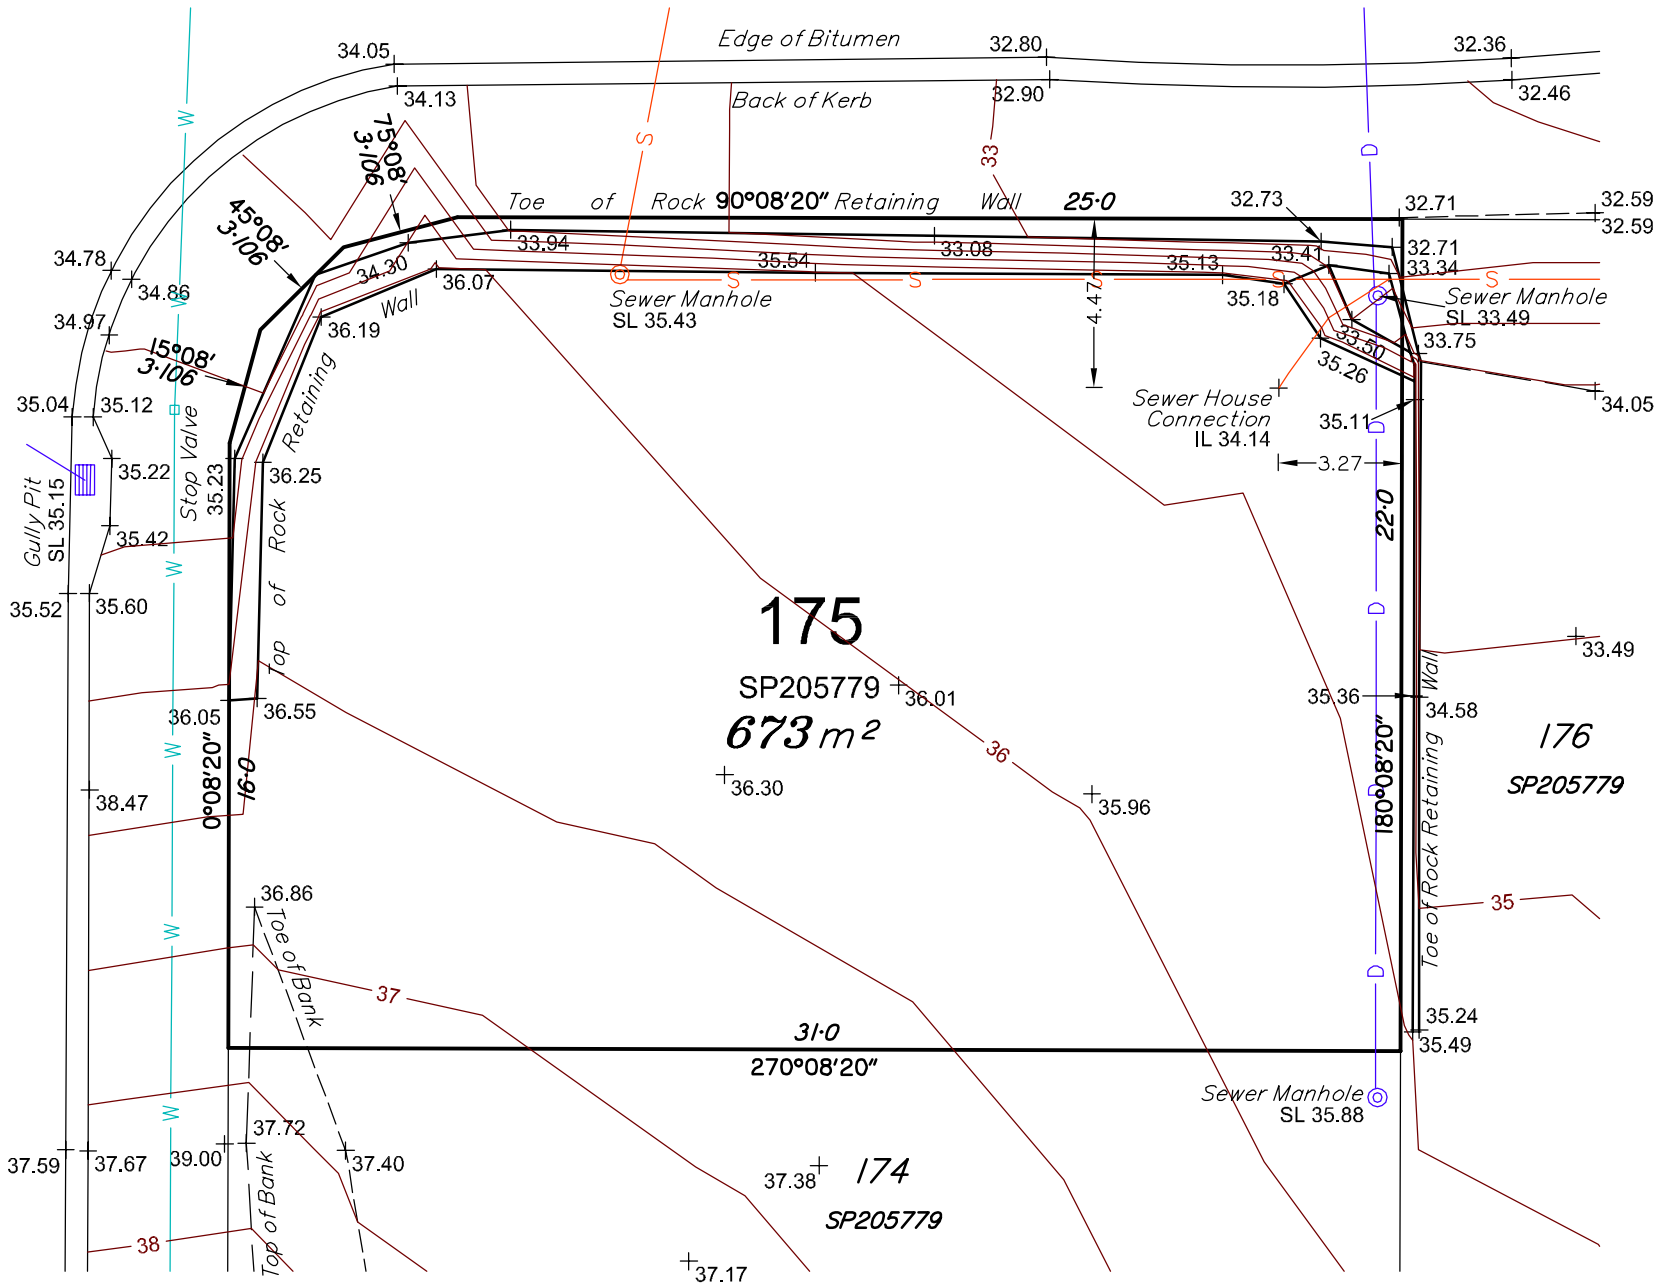 Edge of Bitumen
34.05
32.80
32.36
Back of Kerb
34.13
32.90
32.46
75°08'
3·106
33
Toe of Rock Retaining Wall
90°08'20"
25·0
32.73
32.71
32.59
32.59
45°08'
3·106
33.94
33.08
33.41
32.71
34.78
34.86
34.30
36.07
35.54
35.13
35.18
33.34
Sewer Manhole
SL 35.43
Sewer Manhole
SL 33.49
4.47
34.97
36.19
Retaining Wall
15°08'
3·106
33.50
33.75
35.26
35.04
35.12
Sewer House
Connection
IL 34.14
35.11
34.05
3.27
Stop Valve
35.23
36.25
35.22
Gully Pit
SL 35.15
35.42
22·0
Top of Rock
35.52
35.60
175
SP205779
673 m²
33.49
36.01
35.36
34.58
36.05
36.55
0°08'20"
16·0
36
36.30
35.96
180°08'20"
Toe of Rock Retaining Wall
176
SP205779
38.47
36.86
Toe of Bank
35
37
31·0
270°08'20"
35.24
35.49
Sewer Manhole
SL 35.88
37.72
39.00
37.40
37.59
37.67
37.38
174
SP205779
Top of Bank
38
37.17
W
W
W
W
W
W
W
S
S
S
S
S
S
D
D
D
D
D